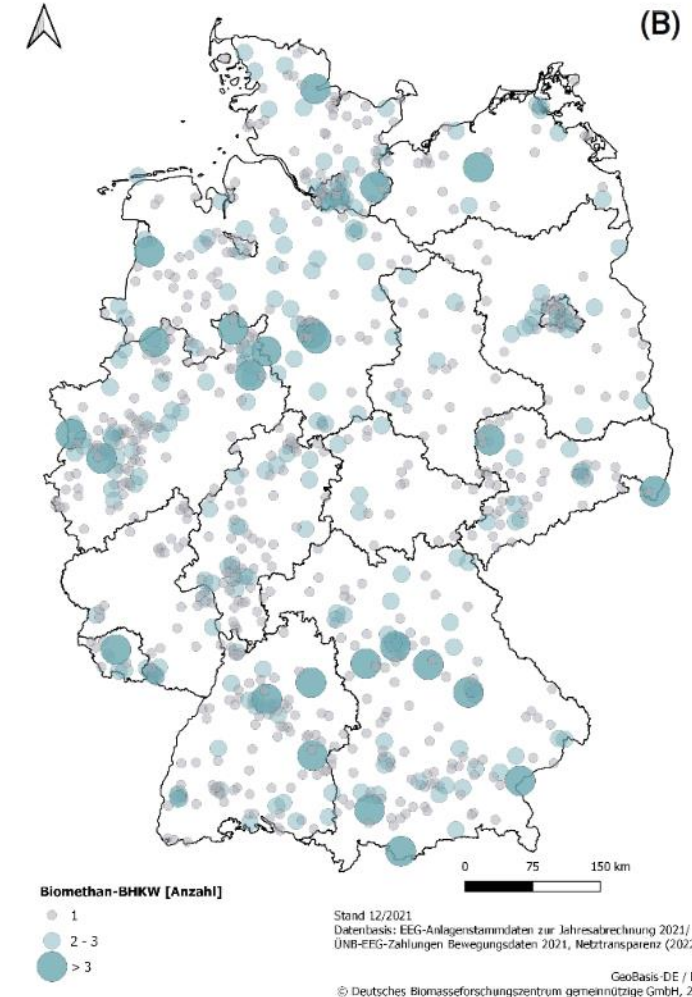 (B)
0 75 150 km
Biomethan-BHKW [Anzahl]
1
2 - 3
> 3
Stand 12/2021
Datenbasis: EEG-Anlagenstammdaten zur Jahresabrechnung 2021/
ÜNB-EEG-Zahlungen Bewegungsdaten 2021, Netztransparenz (202
GeoBasis-DE /
© Deutsches Biomasseforschungszentrum gemeinnützige GmbH, 2